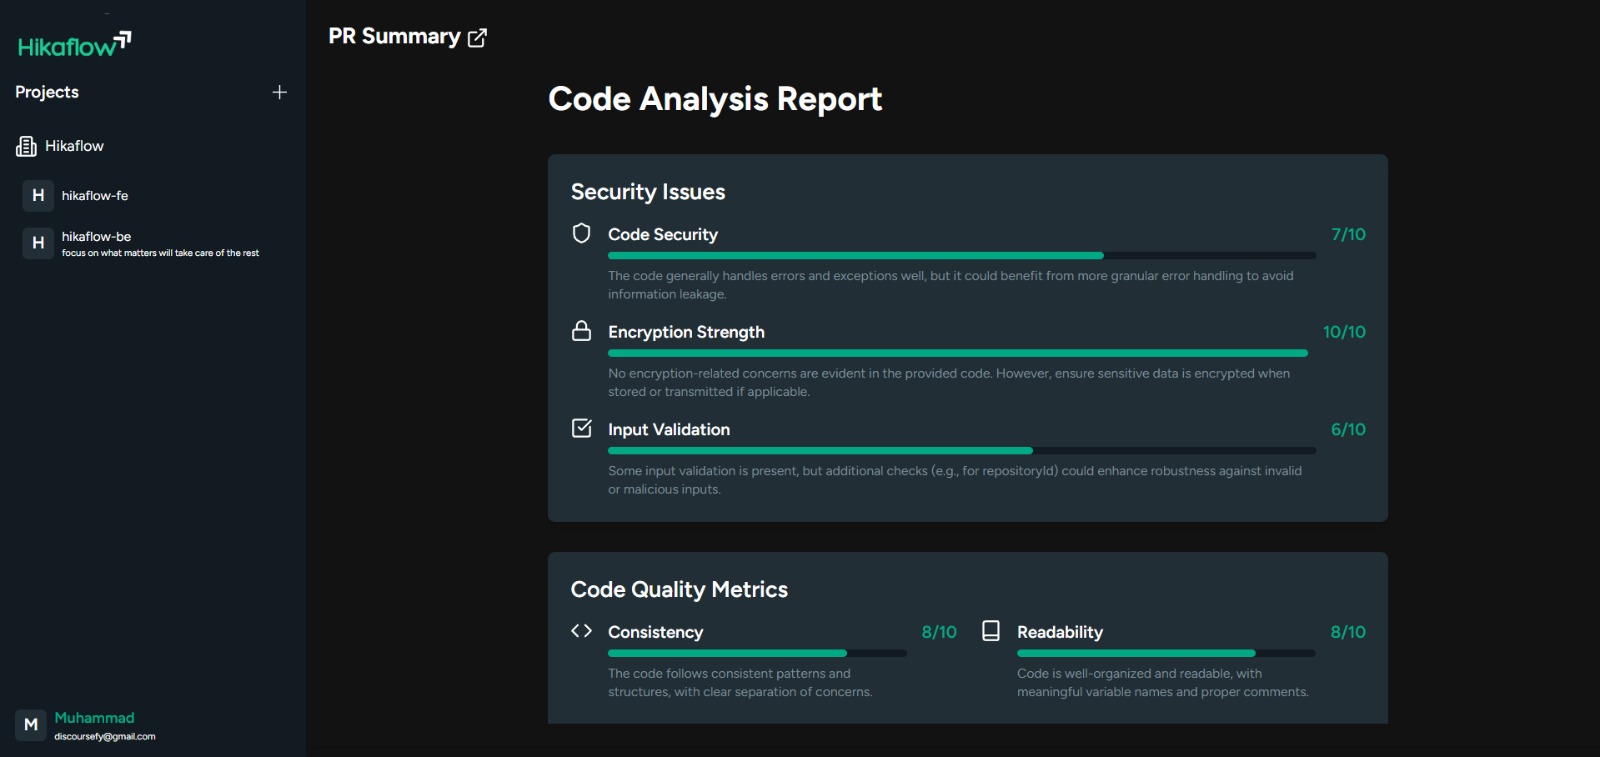 Hikaflow
Projects
Hikaflow
H
hikaflow-fe
H
hikaflow-be
focus on what matters will take care of the rest
M
Muhammad
discoursefy@gmail.com
PR Summary
Code Analysis Report
Security Issues
Code Security 7/10
The code generally handles errors and exceptions well, but it could benefit from more granular error handling to avoid
information leakage.
Encryption Strength 10/10
No encryption-related concerns are evident in the provided code. However, ensure sensitive data is encrypted when
stored or transmitted if applicable.
Input Validation 6/10
Some input validation is present, but additional checks (e.g., for repositoryId) could enhance robustness against invalid
or malicious inputs.
Code Quality Metrics
Consistency 8/10
The code follows consistent patterns and
structures, with clear separation of concerns.
Readability 8/10
Code is well-organized and readable, with
meaningful variable names and proper comments.